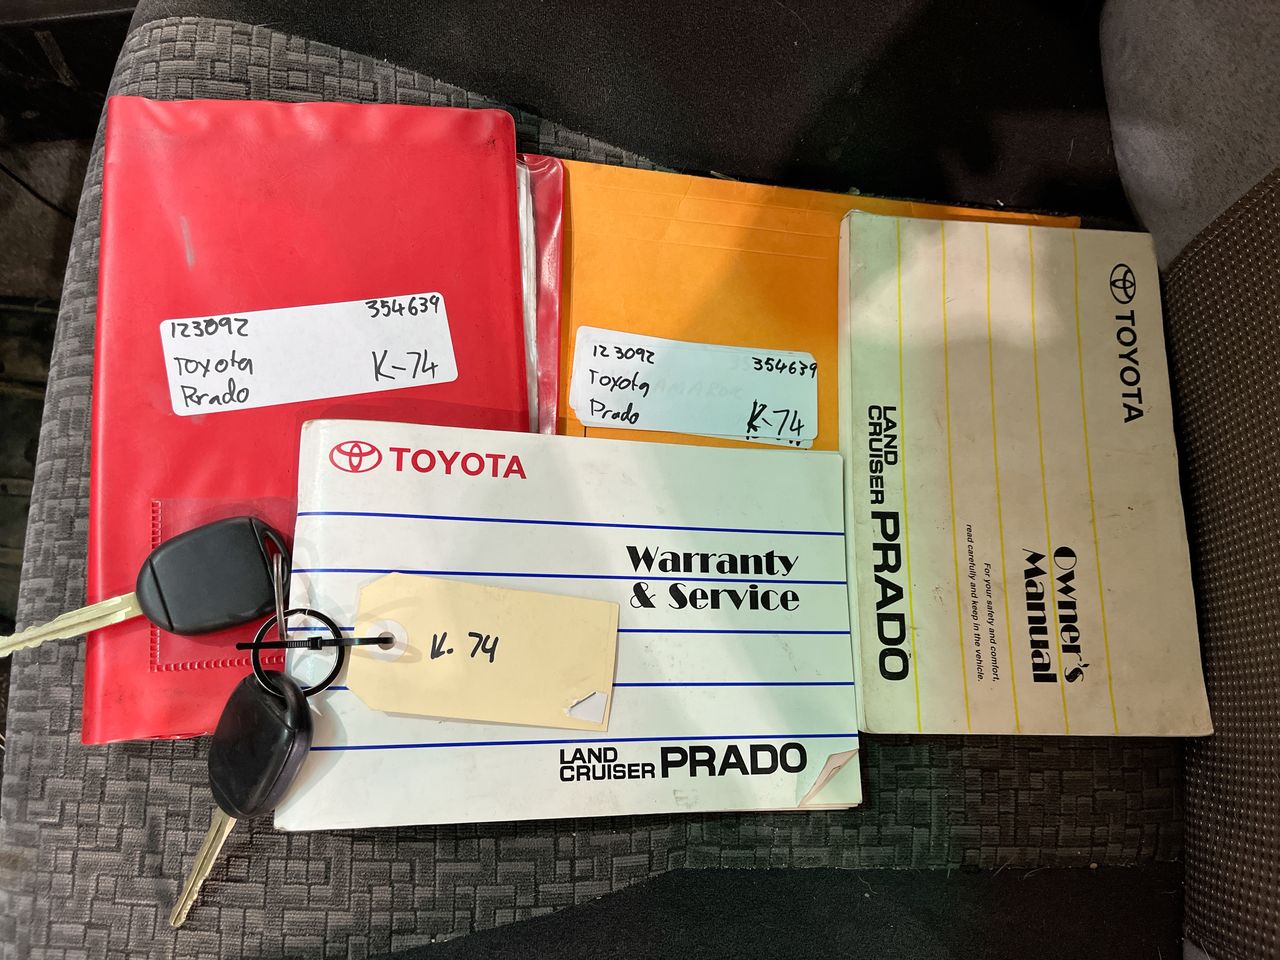 123092
354639
Toyota
Prado
K-74
123092
354639
Toyota
Prado
K-74
TOYOTA
Warranty
& Service
K. 74
LAND
CRUISER PRADO
TOYOTA
Owner's
Manual
For your safety and comfort,
read carefully and keep in the vehicle.
LAND
CRUISER PRADO